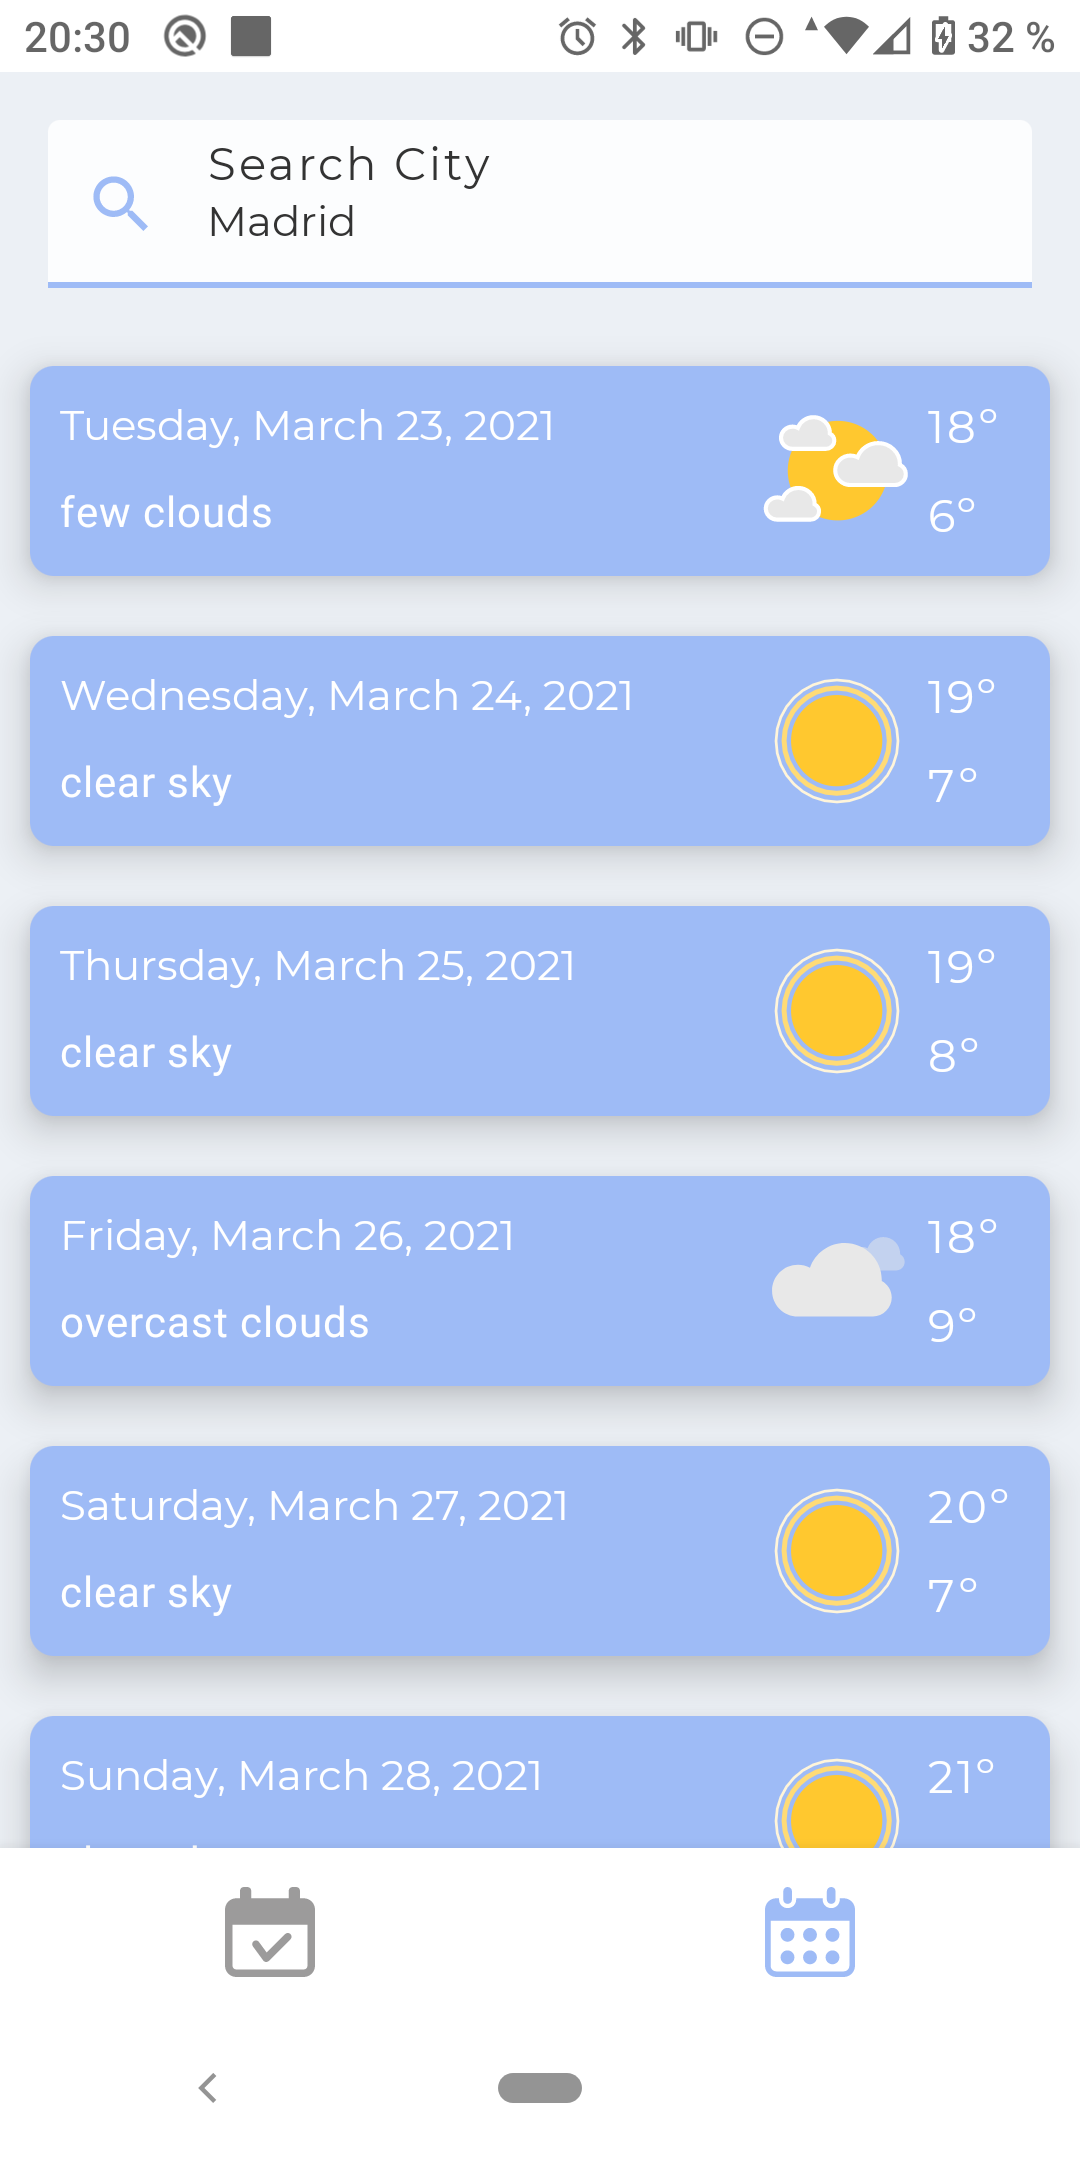 20:30 32 %
Search City
Madrid
Tuesday, March 23, 2021 18°
few clouds 6°
Wednesday, March 24, 2021 19°
clear sky 7°
Thursday, March 25, 2021 19°
clear sky 8°
Friday, March 26, 2021 18°
overcast clouds 9°
Saturday, March 27, 2021 20°
clear sky 7°
Sunday, March 28, 2021 21°